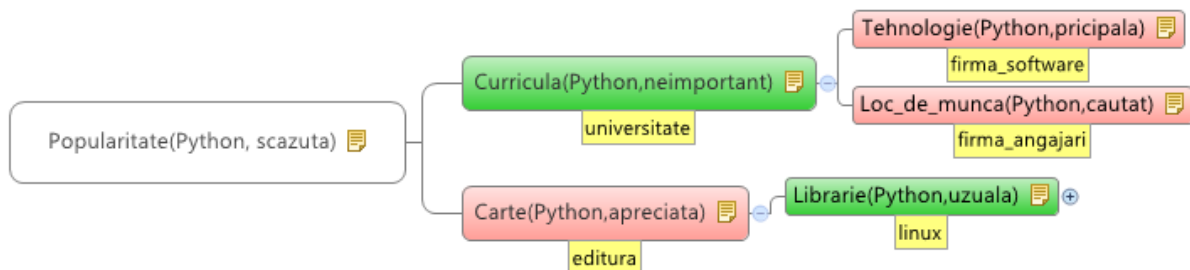 Tehnologie(Python,pricipala)
firma_software
Curricula(Python,neimportant)
universitate
Loc_de_munca(Python,cautat)
firma_angajari
Popularitate(Python, scazuta)
Carte(Python,apreciata)
editura
Librarie(Python,uzuala)
linux